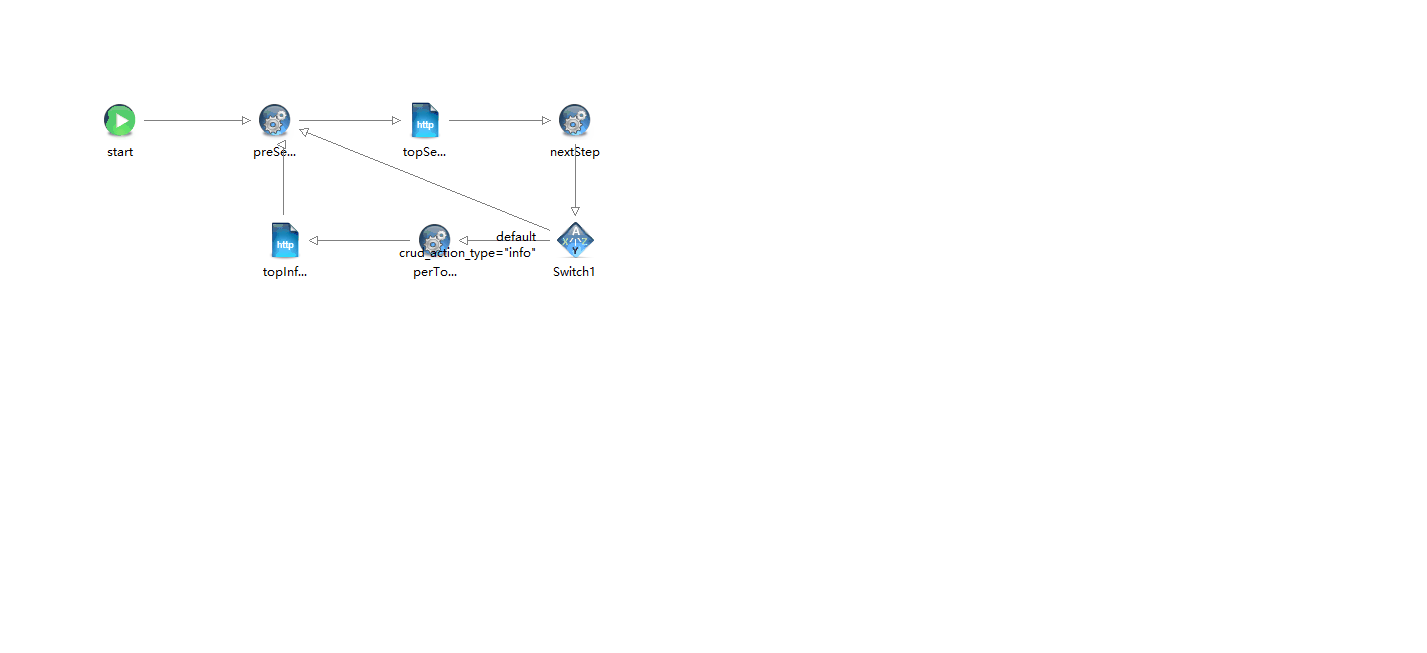 http
start
preSe...
topSe...
nextStep
A
X Z
Y
http
default
crud_action_type="info"
topInf...
perTo...
Switch1